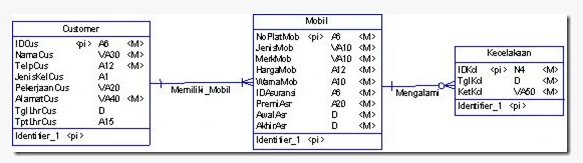 Customer
IDCus <pi> A6 <M>
NamaCus VA30 <M>
TelpCus A12 <M>
JenisKelCus A1
PekerjaanCus VA20
AlamatCus VA40 <M>
TglLhrCus D
TptLhrCus A15
Identifier_1 <pi>
Memiliki_Mobil
Mobil
NoPlatMob <pi> A6 <M>
JenisMob VA10 <M>
MerkMob VA10 <M>
HargaMob A12 <M>
WarnaMob A10 <M>
IDAsuransi A6 <M>
PremiAsr A20 <M>
AwalAsr D <M>
AkhirAsr D <M>
Identifier_1 <pi>
Mengalami
Kecelakaan
IDKcl <pi> N4 <M>
TglKcl D <M>
KetKcl VA50 <M>
Identifier_1 <pi>